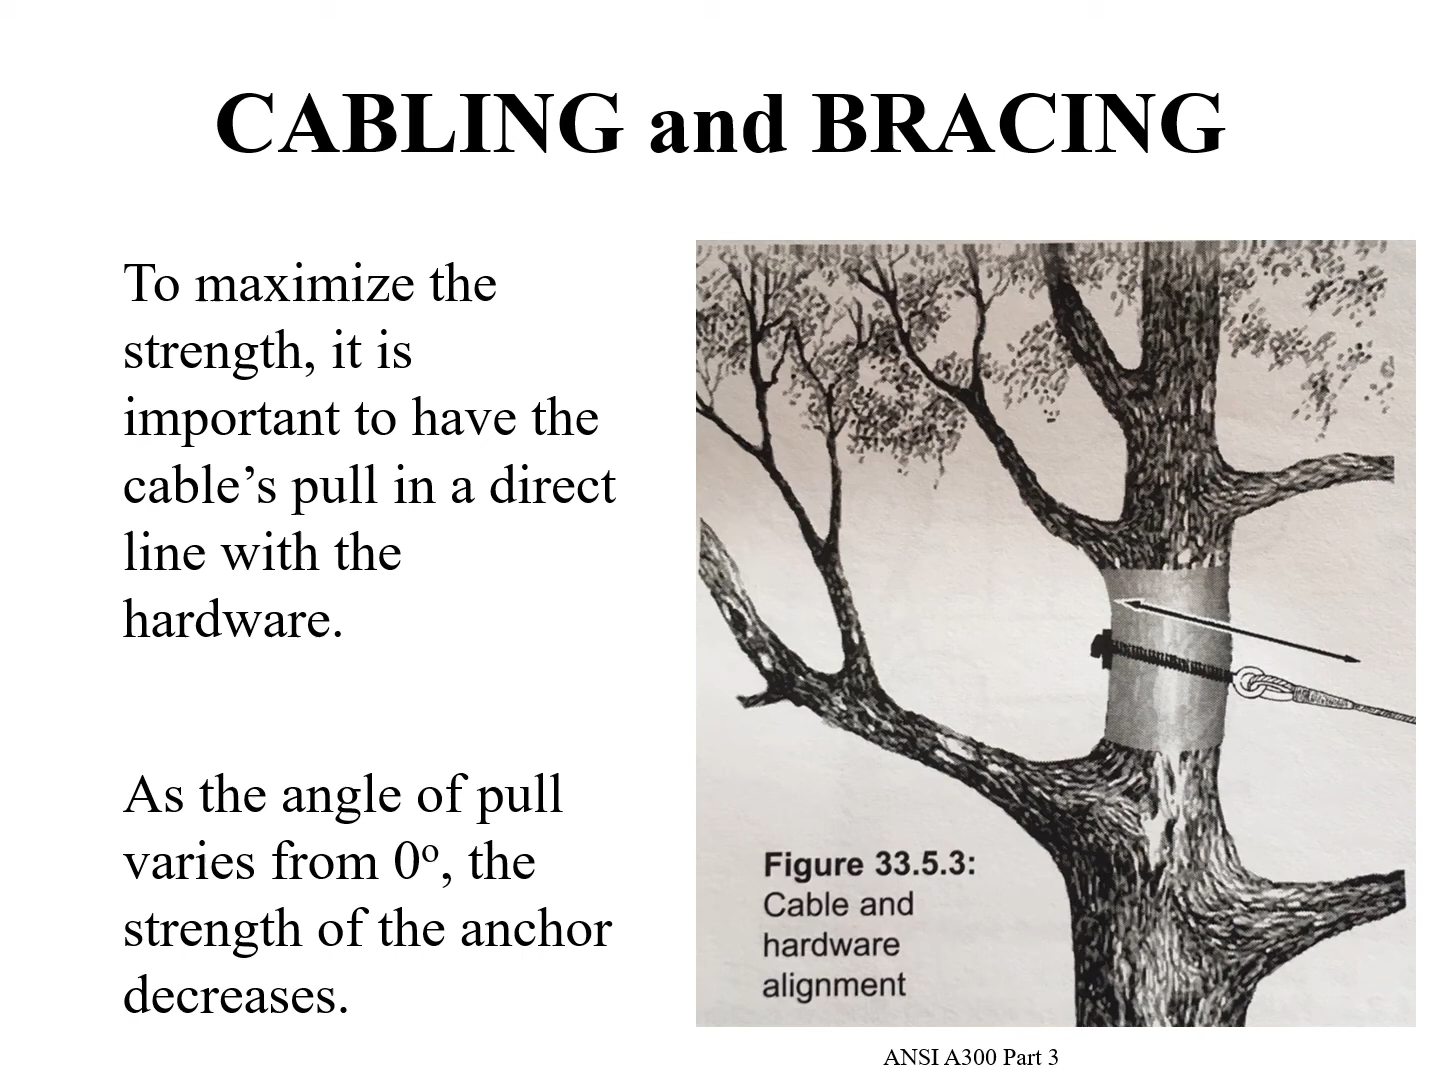 CABLING and BRACING
To maximize the
strength, it is
important to have the
cable’s pull in a direct
line with the
hardware.
As the angle of pull
varies from 0º, the
strength of the anchor
decreases.
Figure 33.5.3:
Cable and
hardware
alignment
ANSI A300 Part 3